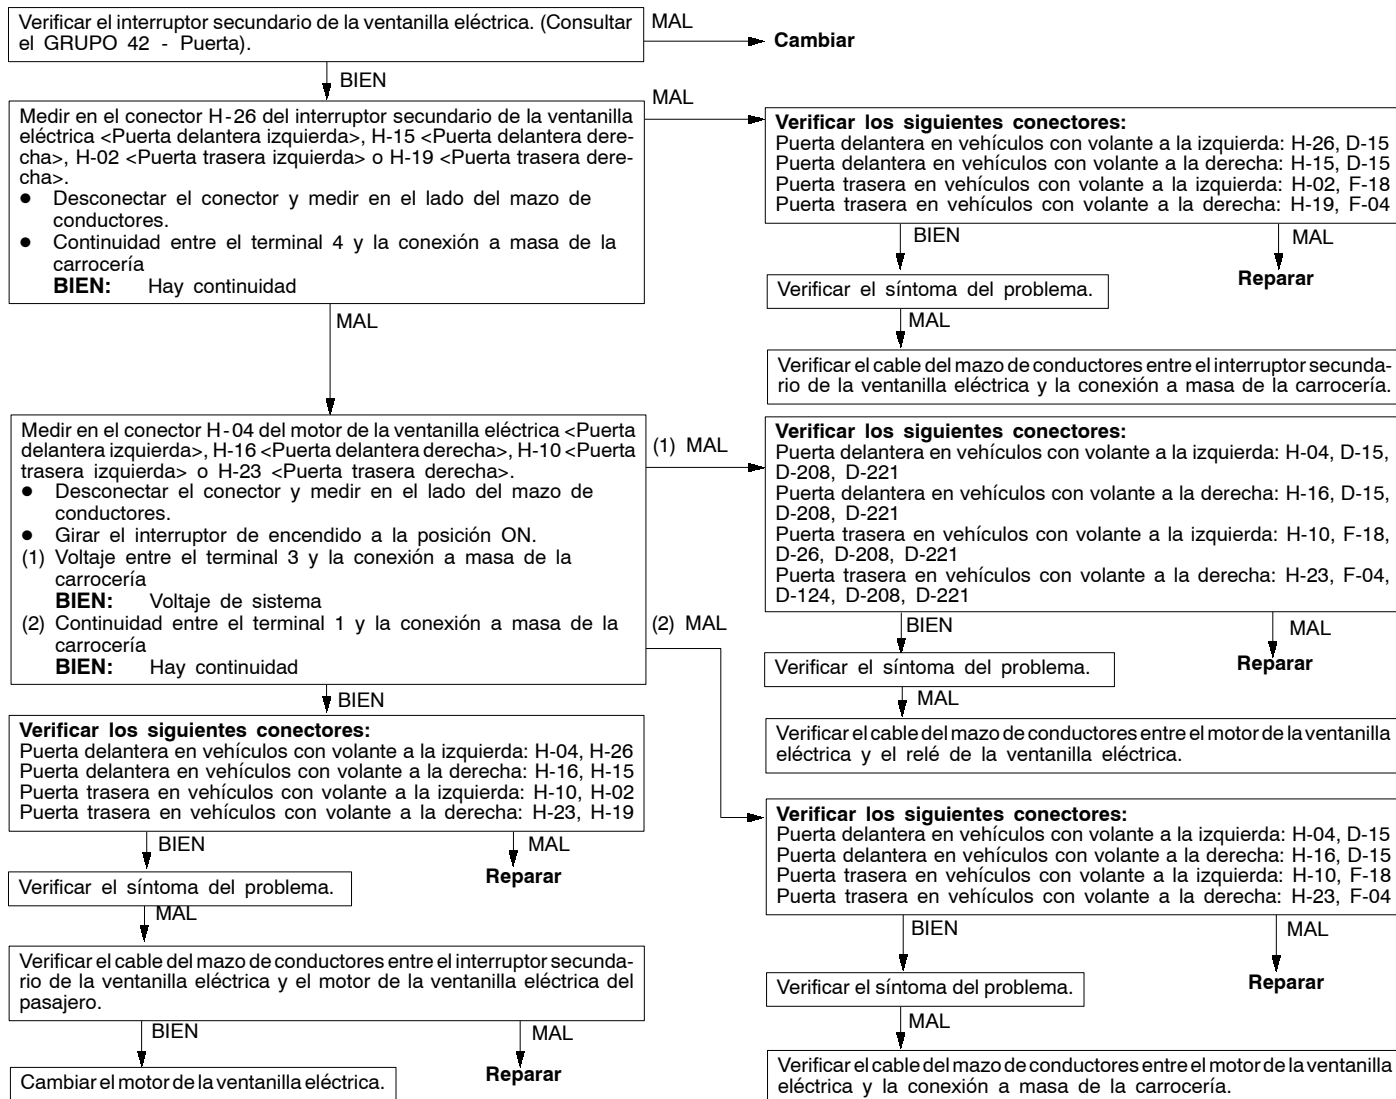 Verificar el interruptor secundario de la ventanilla eléctrica. (Consultar
el GRUPO 42 - Puerta).
MAL
Cambiar
BIEN
Medir en el conector H-26 del interruptor secundario de la ventanilla
eléctrica <Puerta delantera izquierda>, H-15 <Puerta delantera dere-
cha>, H-02 <Puerta trasera izquierda> o H-19 <Puerta trasera dere-
cha>.
● Desconectar el conector y medir en el lado del mazo de
conductores.
● Continuidad entre el terminal 4 y la conexión a masa de la
carrocería
BIEN: Hay continuidad
MAL
Verificar los siguientes conectores:
Puerta delantera en vehículos con volante a la izquierda: H-26, D-15
Puerta delantera en vehículos con volante a la derecha: H-15, D-15
Puerta trasera en vehículos con volante a la izquierda: H-02, F-18
Puerta trasera en vehículos con volante a la derecha: H-19, F-04
BIEN
MAL
Reparar
Verificar el síntoma del problema.
MAL
Verificar el cable del mazo de conductores entre el interruptor secunda-
rio de la ventanilla eléctrica y la conexión a masa de la carrocería.
MAL
Medir en el conector H-04 del motor de la ventanilla eléctrica <Puerta
delantera izquierda>, H-16 <Puerta delantera derecha>, H-10 <Puerta
trasera izquierda> o H-23 <Puerta trasera derecha>.
● Desconectar el conector y medir en el lado del mazo de
conductores.
● Girar el interruptor de encendido a la posición ON.
(1) Voltaje entre el terminal 3 y la conexión a masa de la
carrocería
BIEN: Voltaje de sistema
(2) Continuidad entre el terminal 1 y la conexión a masa de la
carrocería
BIEN: Hay continuidad
(1) MAL
Verificar los siguientes conectores:
Puerta delantera en vehículos con volante a la izquierda: H-04, D-15,
D-208, D-221
Puerta delantera en vehículos con volante a la derecha: H-16, D-15,
D-208, D-221
Puerta trasera en vehículos con volante a la izquierda: H-10, F-18,
D-26, D-208, D-221
Puerta trasera en vehículos con volante a la derecha: H-23, F-04,
D-124, D-208, D-221
BIEN
MAL
Reparar
Verificar el síntoma del problema.
MAL
Verificar el cable del mazo de conductores entre el motor de la ventanilla
eléctrica y el relé de la ventanilla eléctrica.
(2) MAL
Verificar los siguientes conectores:
Puerta delantera en vehículos con volante a la izquierda: H-04, D-15
Puerta delantera en vehículos con volante a la derecha: H-16, D-15
Puerta trasera en vehículos con volante a la izquierda: H-10, F-18
Puerta trasera en vehículos con volante a la derecha: H-23, F-04
BIEN
MAL
Reparar
Verificar el síntoma del problema.
MAL
Verificar el cable del mazo de conductores entre el motor de la ventanilla
eléctrica y la conexión a masa de la carrocería.
BIEN
Verificar los siguientes conectores:
Puerta delantera en vehículos con volante a la izquierda: H-04, H-26
Puerta delantera en vehículos con volante a la derecha: H-16, H-15
Puerta trasera en vehículos con volante a la izquierda: H-10, H-02
Puerta trasera en vehículos con volante a la derecha: H-23, H-19
BIEN
MAL
Reparar
Verificar el síntoma del problema.
MAL
Verificar el cable del mazo de conductores entre el interruptor secunda-
rio de la ventanilla eléctrica y el motor de la ventanilla eléctrica del
pasajero.
BIEN
MAL
Reparar
Cambiar el motor de la ventanilla eléctrica.